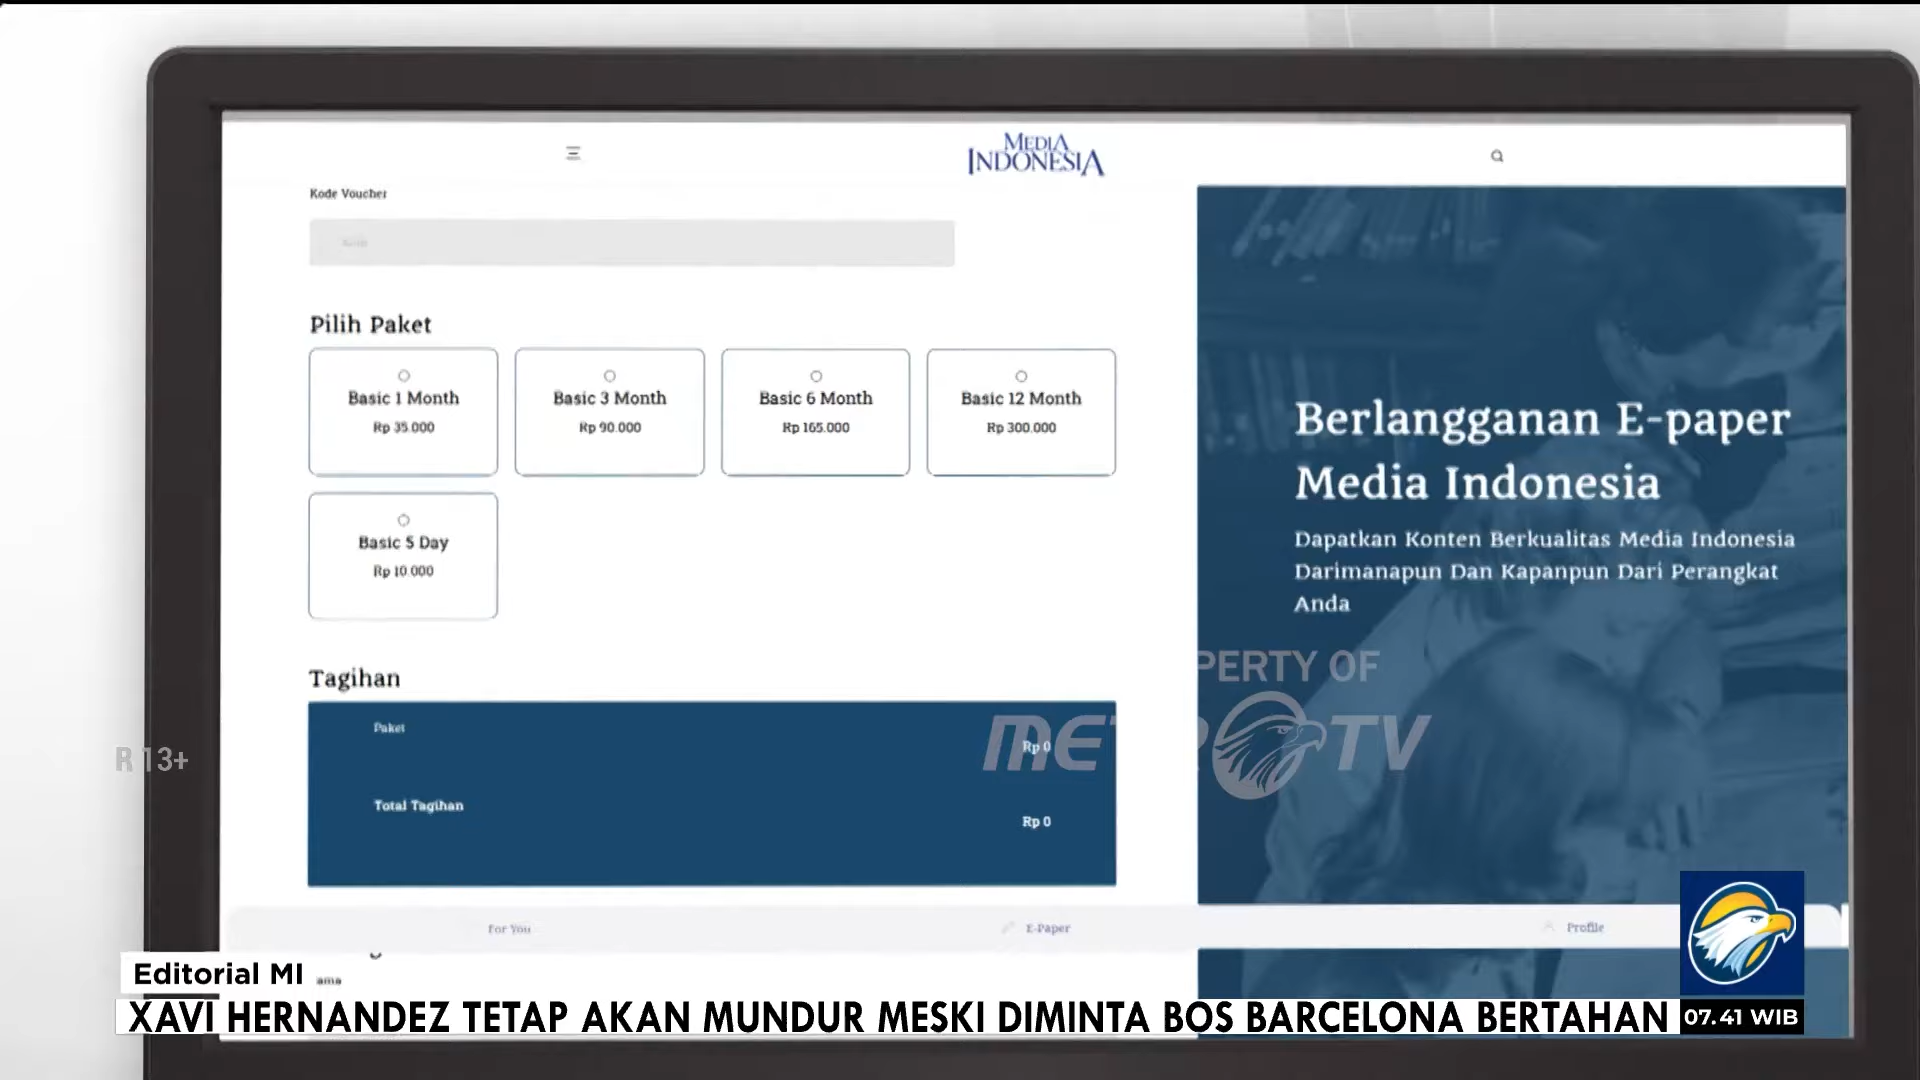 MEDIA
INDONESIA
Kode Voucher
Pilih Paket
Basic 1 Month
Rp 35.000
Basic 3 Month
Rp 90.000
Basic 6 Month
Rp 165.000
Basic 12 Month
Rp 300.000
Basic 5 Day
Rp 10.000
Tagihan
Paket
Rp 0
Total Tagihan
Rp 0
Berlangganan E-paper
Media Indonesia
Dapatkan Konten Berkualitas Media Indonesia
Darimanapun Dan Kapanpun Dari Perangkat
Anda
PERTY OF
TV
R 13+
For You
E-Paper
Profile
Editorial MI
ama
XAVI HERNANDEZ TETAP AKAN MUNDUR MESKI DIMINTA BOS BARCELONA BERTAHAN
07.41 WIB